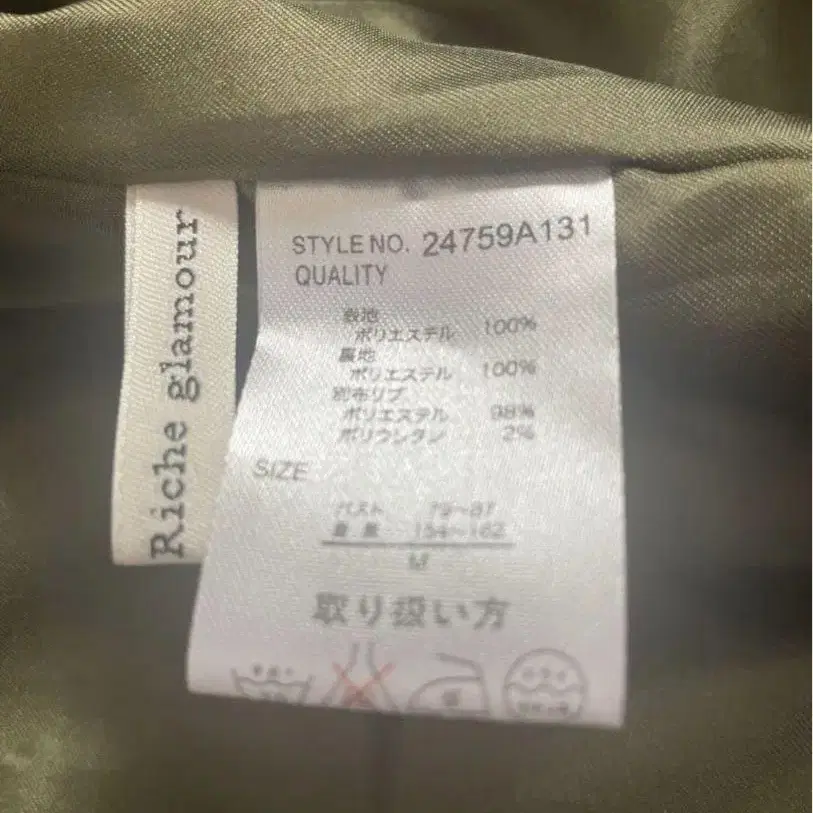 Riche glamour
STYLE NO. 24759A131
QUALITY
表地
ポリエステル 100%
裏地
ポリエステル 100%
別布リブ
ポリエステル 98%
ポリウレタン 2%
SIZE
バスト 79~87
身長 154~162
M
取り扱い方